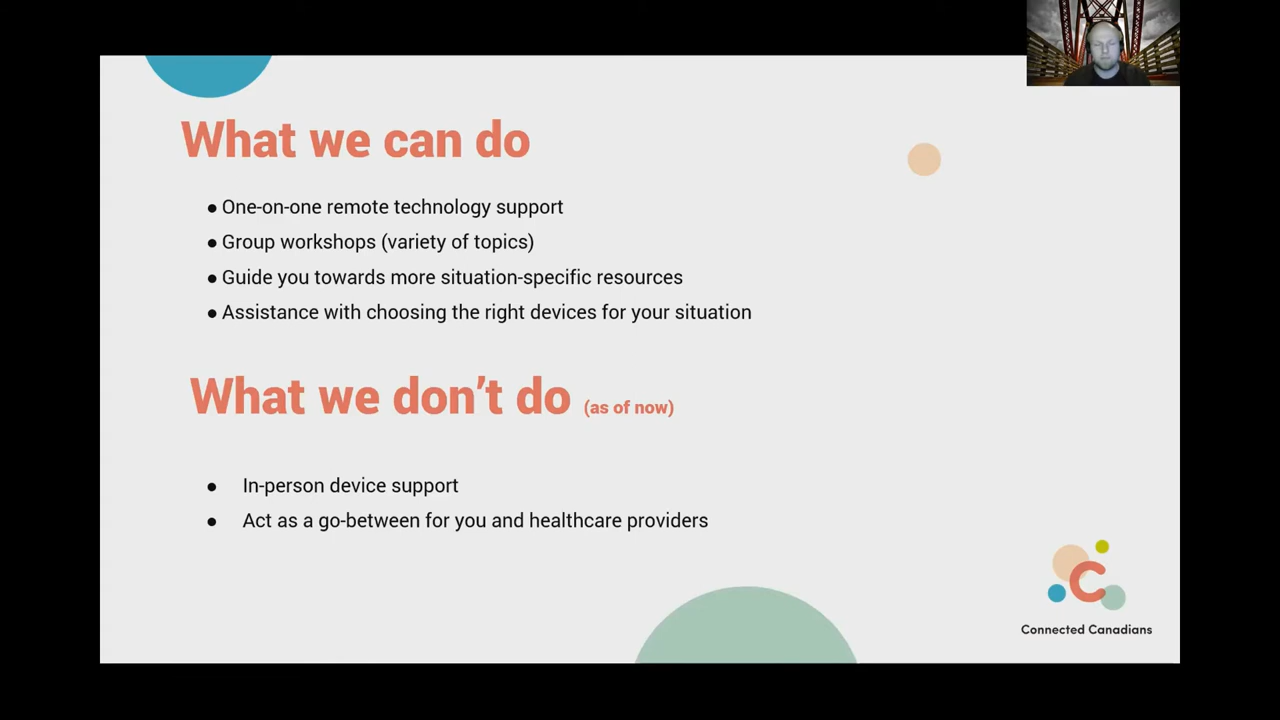 What we can do
● One-on-one remote technology support
● Group workshops (variety of topics)
● Guide you towards more situation-specific resources
● Assistance with choosing the right devices for your situation
What we don’t do (as of now)
● In-person device support
● Act as a go-between for you and healthcare providers
C
Connected Canadians